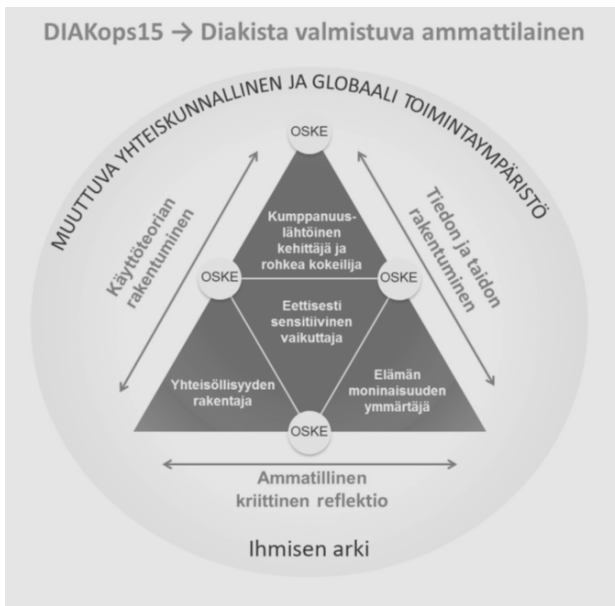 DIAKops15 → Diakista valmistuva ammattilainen
MUUTTUVA YHTEISKUNNALLINEN JA GLOBAALI TOIMINTAYMPÄRISTÖ
OSKE
Käyttöteorian
rakentuminen
Tiedon ja taidon
rakentuminen
Kumppanuus-
lähtöinen
kehittäjä ja
rohkea kokeilija
OSKE
OSKE
Eettisesti
sensitiivinen
vaikuttaja
Yhteisöllisyyden
rakentaja
Elämän
moninaisuuden
ymmärtäjä
OSKE
Ammatillinen
kriittinen reflektio
Ihmisen arki